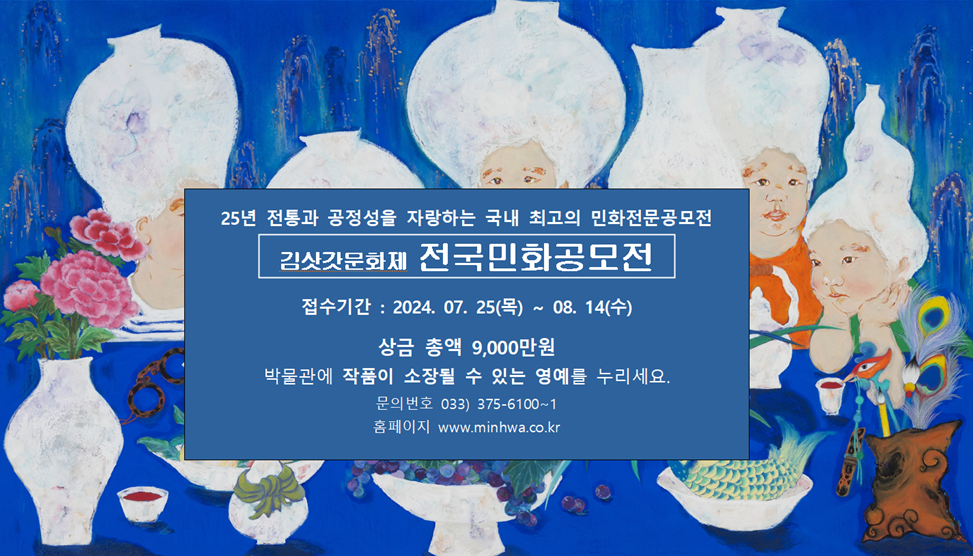 25년 전통과 공정성을 자랑하는 국내 최고의 민화전문공모전
김삿갓문화제 전국민화공모전
접수기간 : 2024. 07. 25(목) ~ 08. 14(수)
상금 총액 9,000만원
박물관에 작품이 소장될 수 있는 영예를 누리세요.
문의번호 033) 375-6100~1
홈페이지 www.minhwa.co.kr